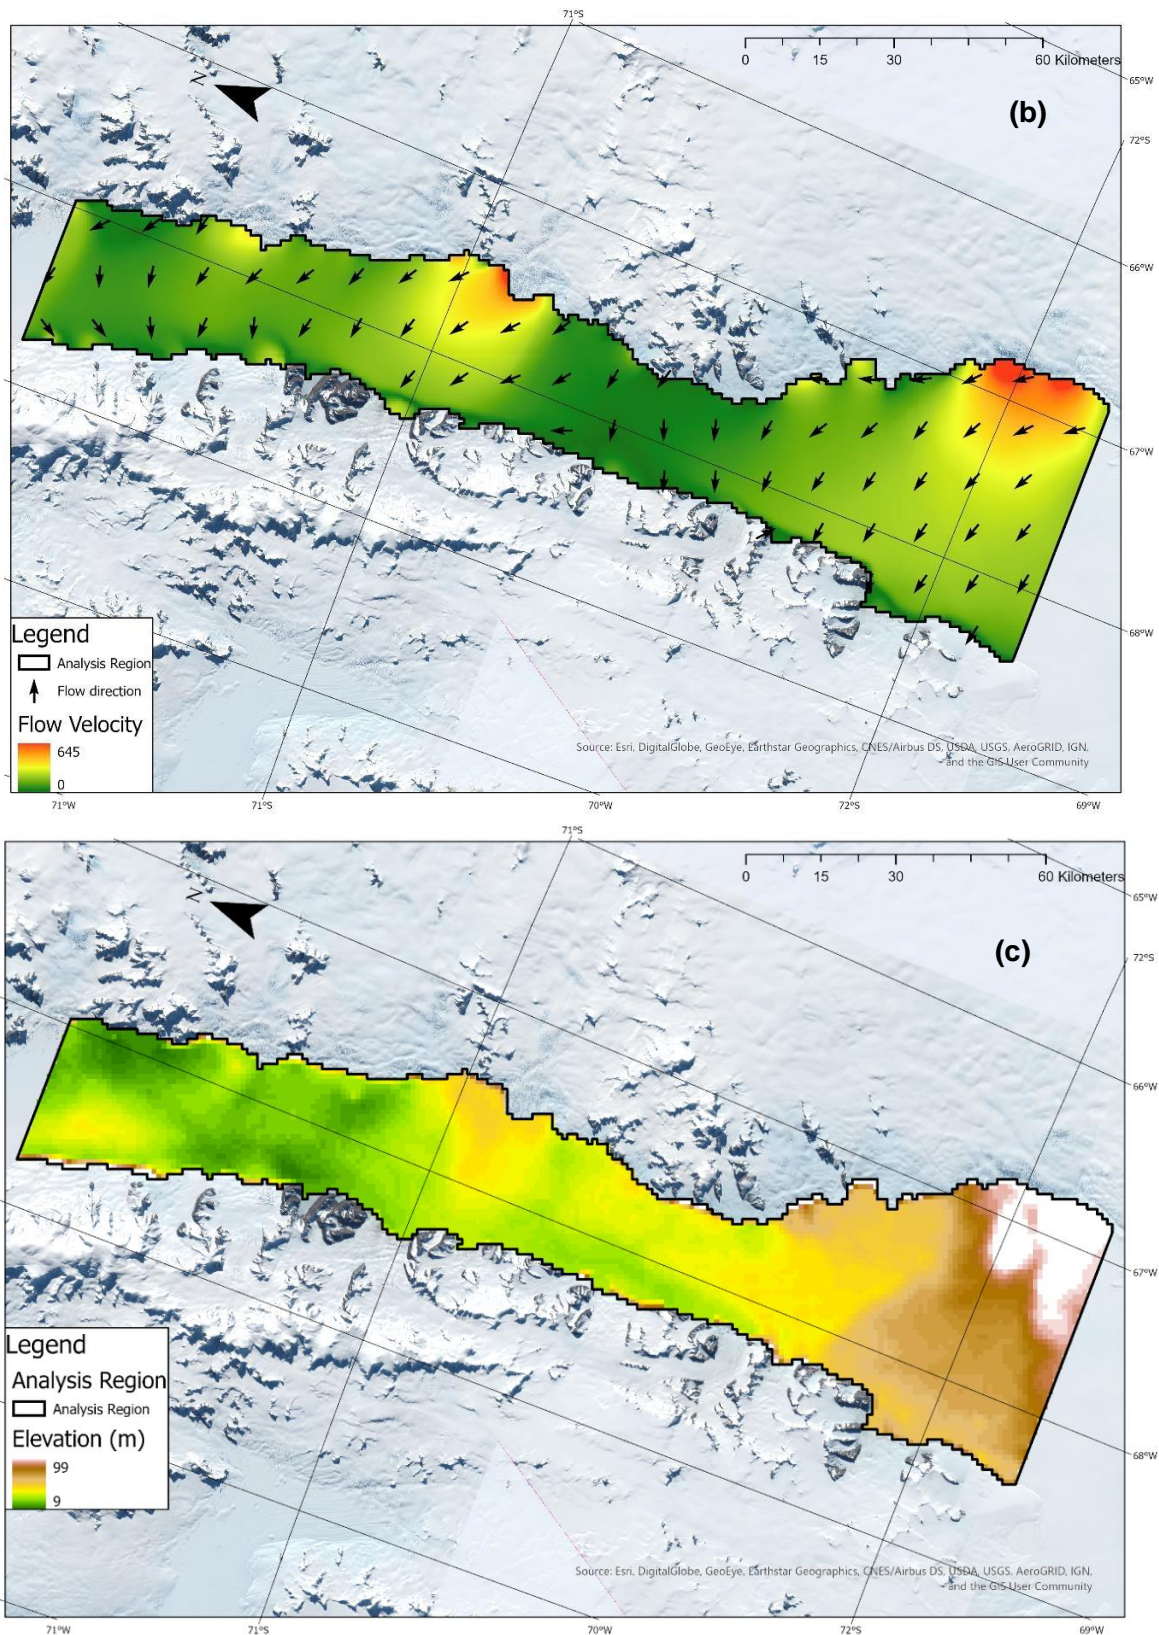 71°S
0 15 30 60 Kilometers
65°W
N
(b)
72°S
66°W
67°W
Legend
Analysis Region
Flow direction
Flow Velocity
645
0
68°W
Source: Esri, DigitalGlobe, GeoEye, Earthstar Geographics, CNES/Airbus DS, USDA, USGS, AeroGRID, IGN,
and the GIS User Community
71°W 71°S 70°W 72°S 69°W
71°S
0 15 30 60 Kilometers
65°W
N
(c)
72°S
66°W
67°W
Legend
Analysis Region
Analysis Region
Elevation (m)
99
9
68°W
Source: Esri, DigitalGlobe, GeoEye, Earthstar Geographics, CNES/Airbus DS, USDA, USGS, AeroGRID, IGN,
and the GIS User Community
71°W 71°S 70°W 72°S 69°W